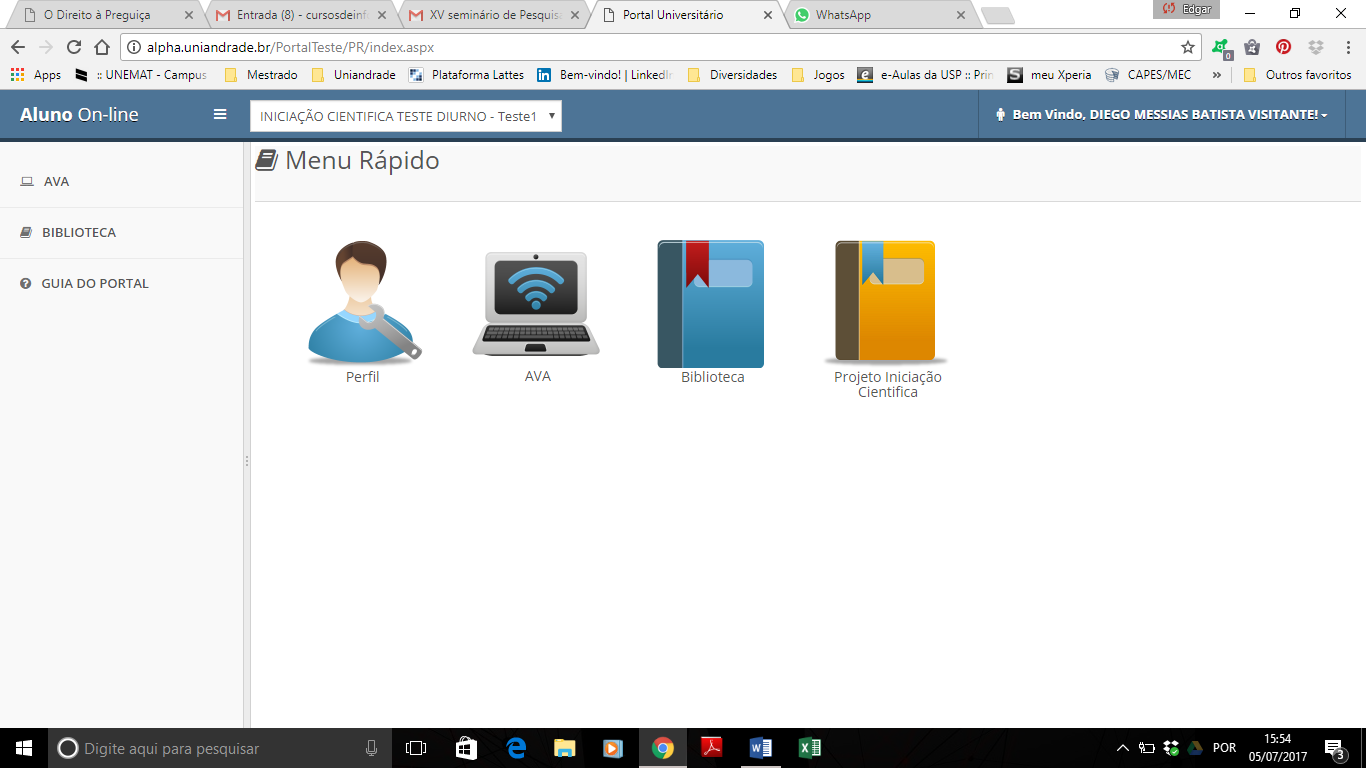 O Direito à Preguiça
Entrada (8) - cursosdeinf
XV seminário de Pesquis
Portal Universitário
WhatsApp
Edgar
alpha.uniandrade.br/PortalTeste/PR/index.aspx
0
Apps
:: UNEMAT - Campus
Mestrado
Uniandrade
Plataforma Lattes
Bem-vindo! | LinkedIn
Diversidades
Jogos
e-Aulas da USP :: Prin
meu Xperia
CAPES/MEC
»
Outros favoritos
Aluno On-line
INICIAÇÃO CIENTIFICA TESTE DIURNO - Teste1
Bem Vindo, DIEGO MESSIAS BATISTA VISITANTE!
Menu Rápido
AVA
BIBLIOTECA
GUIA DO PORTAL
Perfil
AVA
Biblioteca
Projeto Iniciação
Cientifica
Digite aqui para pesquisar
POR
15:54
05/07/2017
3